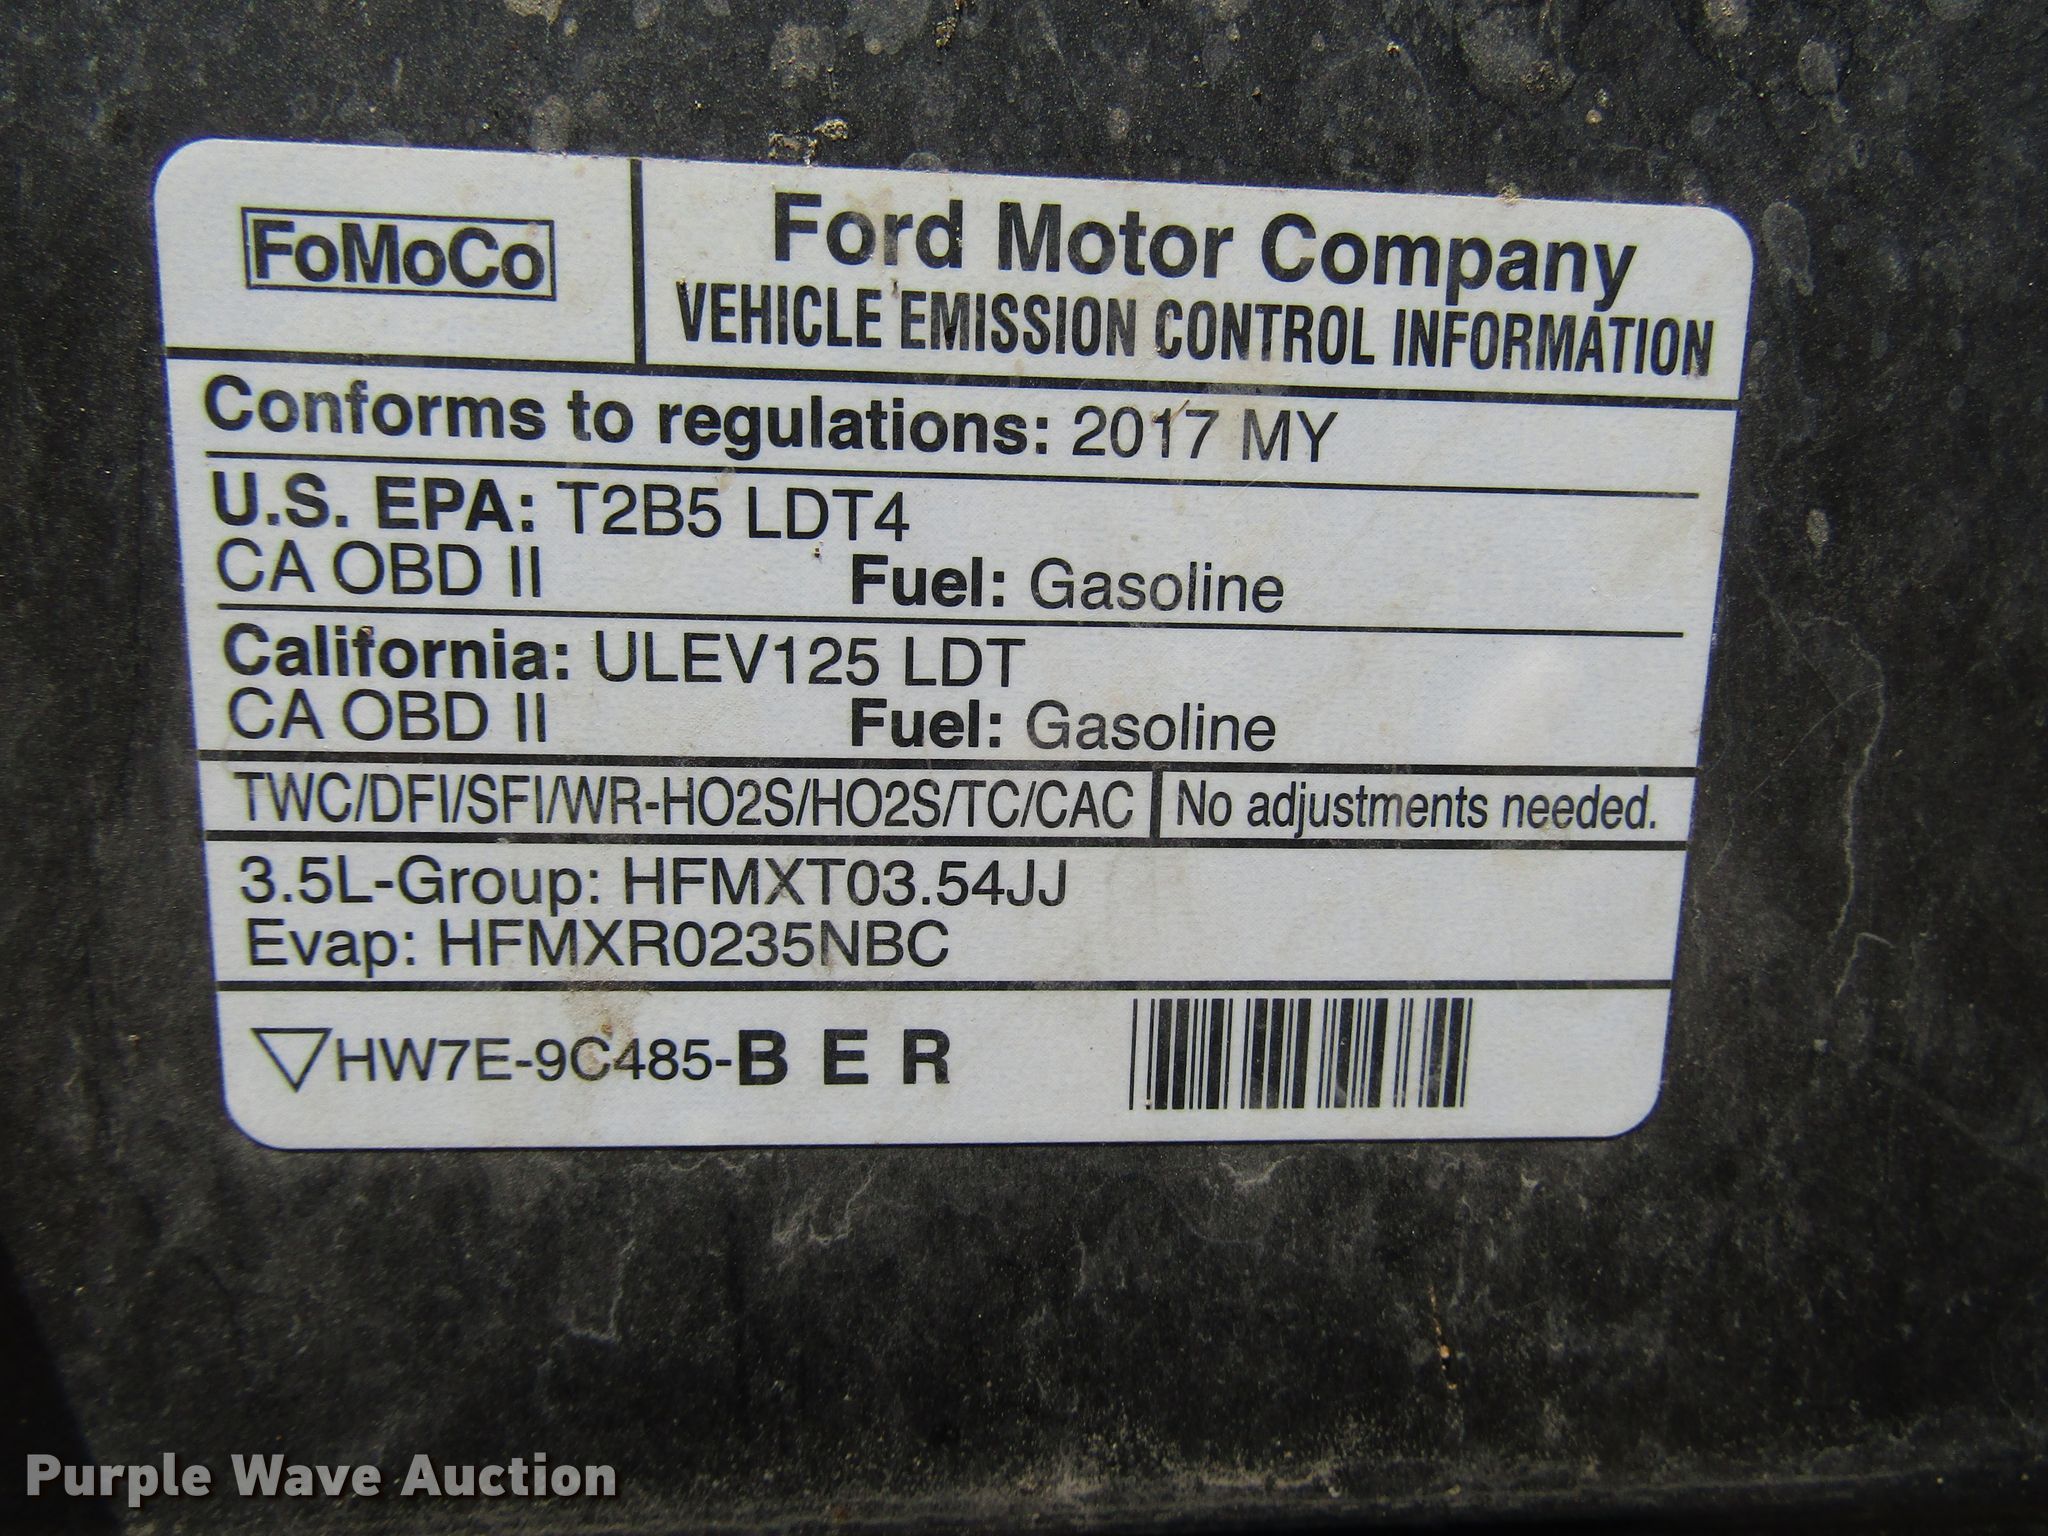 FoMoCo
Ford Motor Company
VEHICLE EMISSION CONTROL INFORMATION
Conforms to regulations: 2017 MY
U.S. EPA: T2B5 LDT4
CA OBD II Fuel: Gasoline
California: ULEV125 LDT
CA OBD II Fuel: Gasoline
TWC/DFI/SFI/WR-HO2S/HO2S/TC/CAC No adjustments needed.
3.5L-Group: HFMXT03.54JJ
Evap: HFMXR0235NBC
HW7E-9C485-B E R
Purple Wave Auction